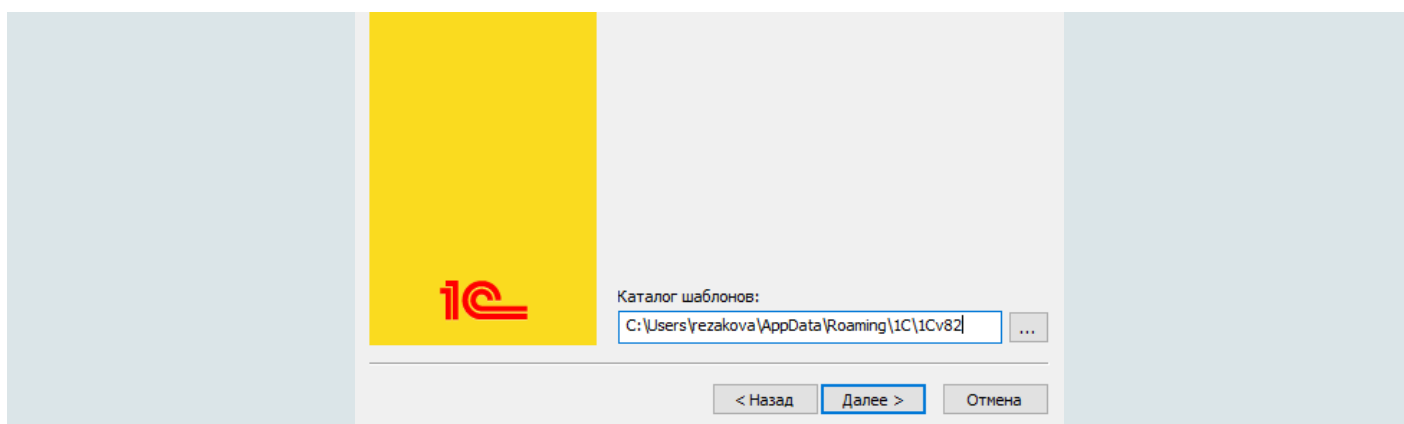 1С
Каталог шаблонов:
C:\Users\rezakova\AppData\Roaming\1C\1Cv82
...
< Назад
Далее >
Отмена